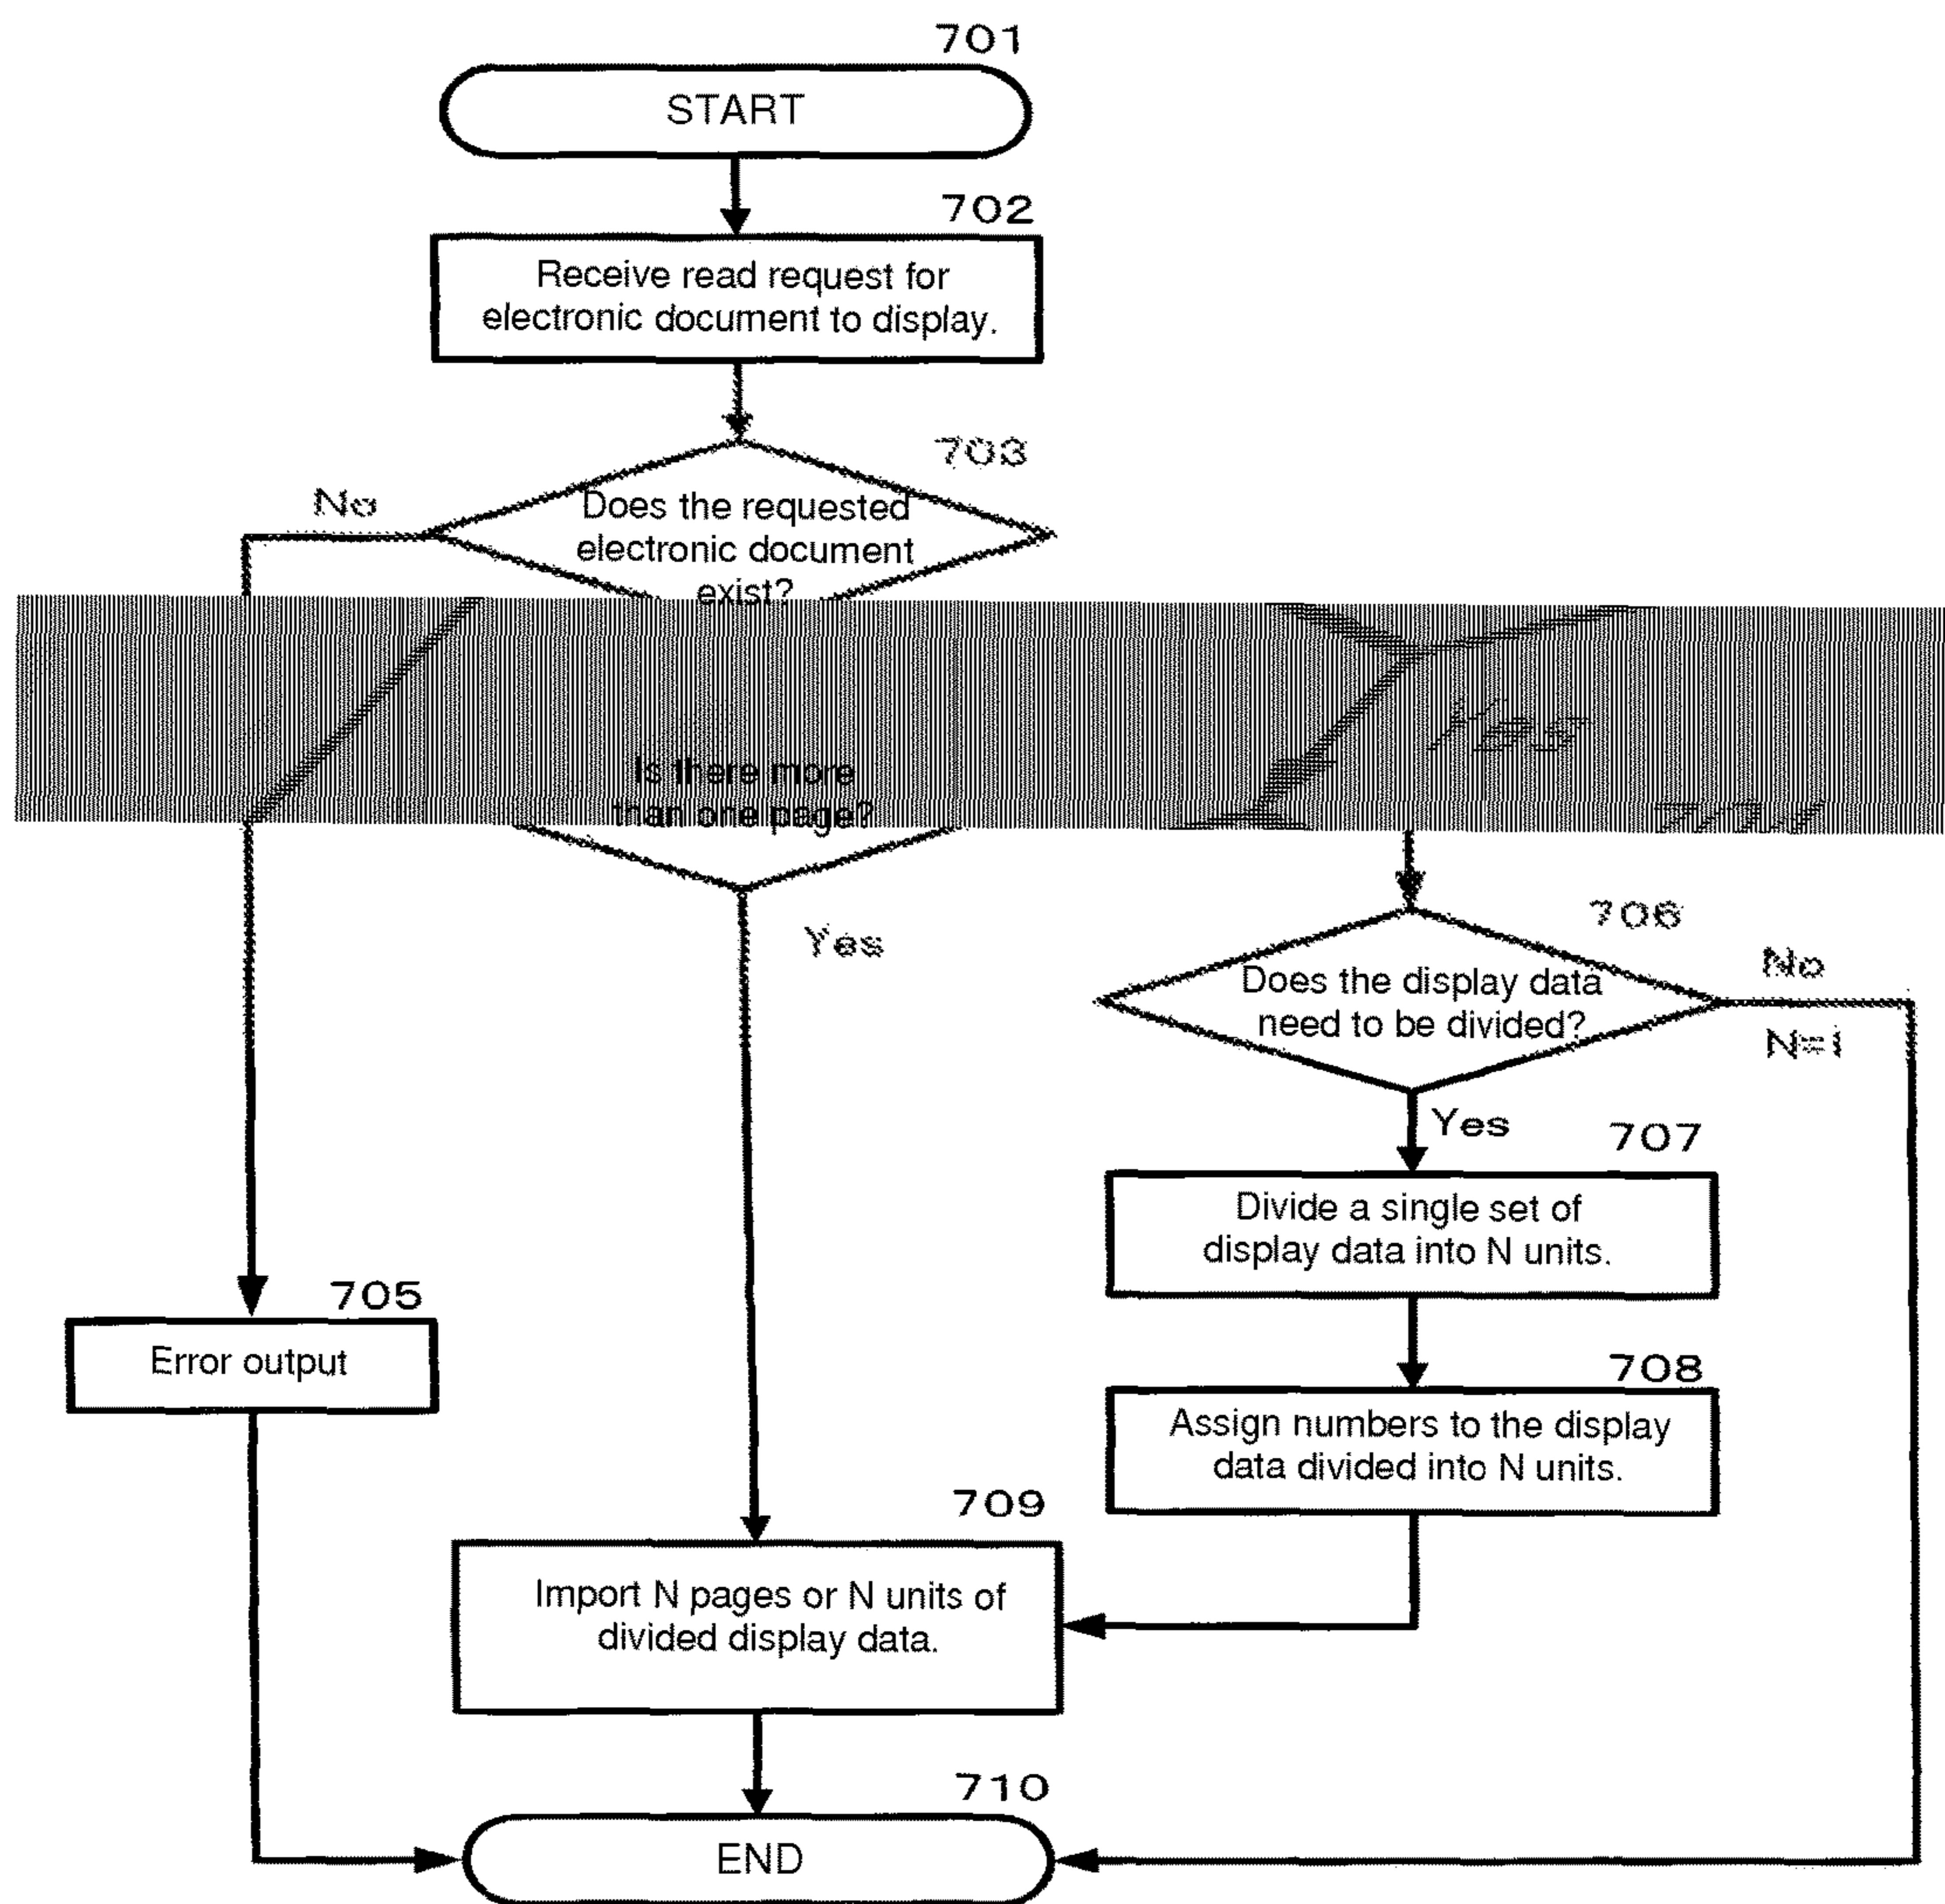 701
START
702
Receive read request for
electronic document to display.
703
No
Does the requested
electronic document
exist?
Yes
Is there more
than one page?
Yes
706
Does the display data
need to be divided?
No
N=1
Yes
707
Divide a single set of
display data into N units.
705
Error output
708
Assign numbers to the display
data divided into N units.
709
Import N pages or N units of
divided display data.
710
END